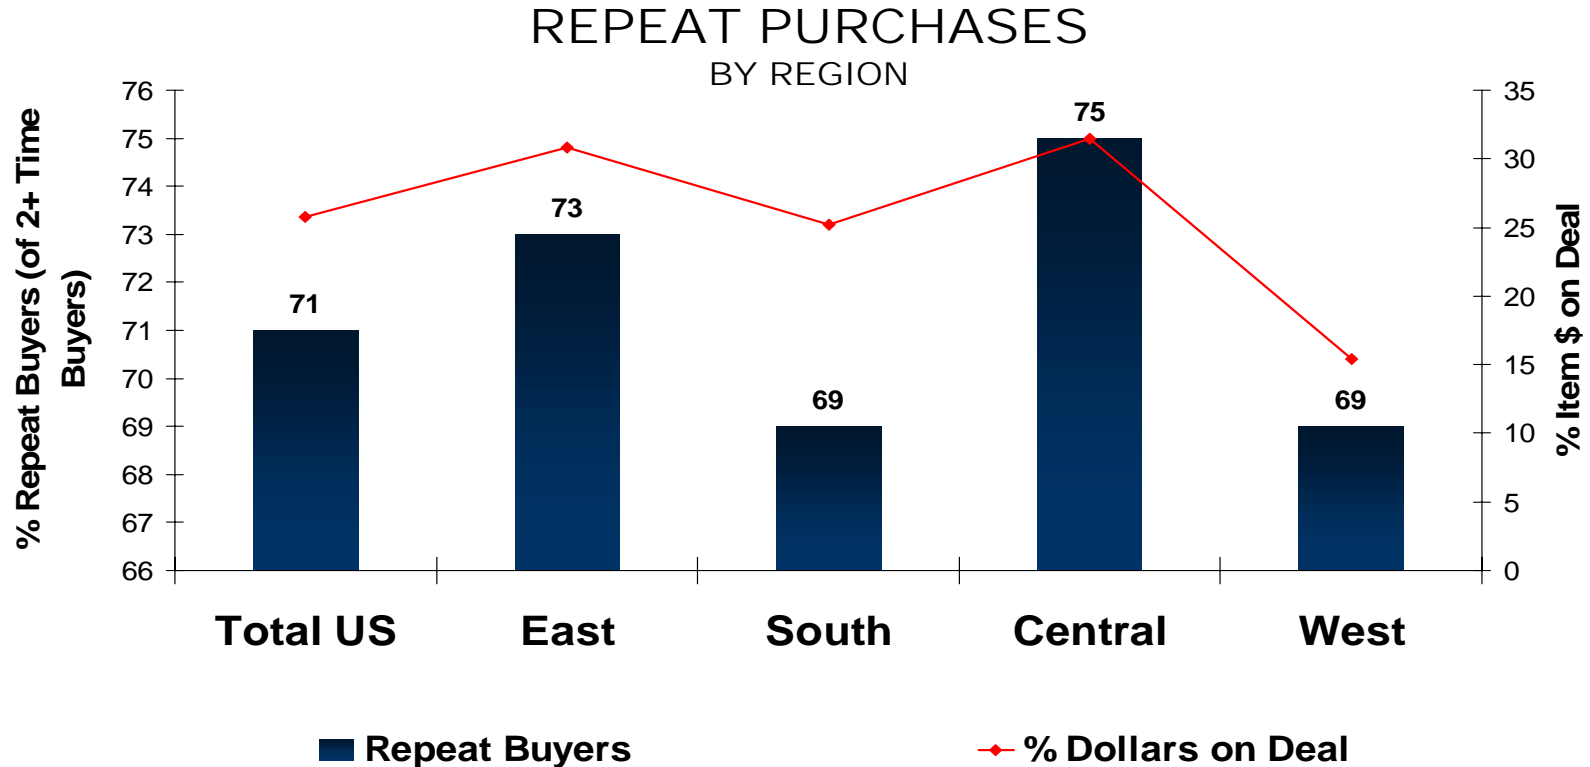 REPEAT PURCHASES
BY REGION
% Repeat Buyers (of 2+ Time
Buyers)
76
75
74
73
72
71
70
69
68
67
66
71
73
69
75
69
35
30
25
20
15
10
5
0
% Item $ on Deal
Total US
East
South
Central
West
Repeat Buyers
% Dollars on Deal